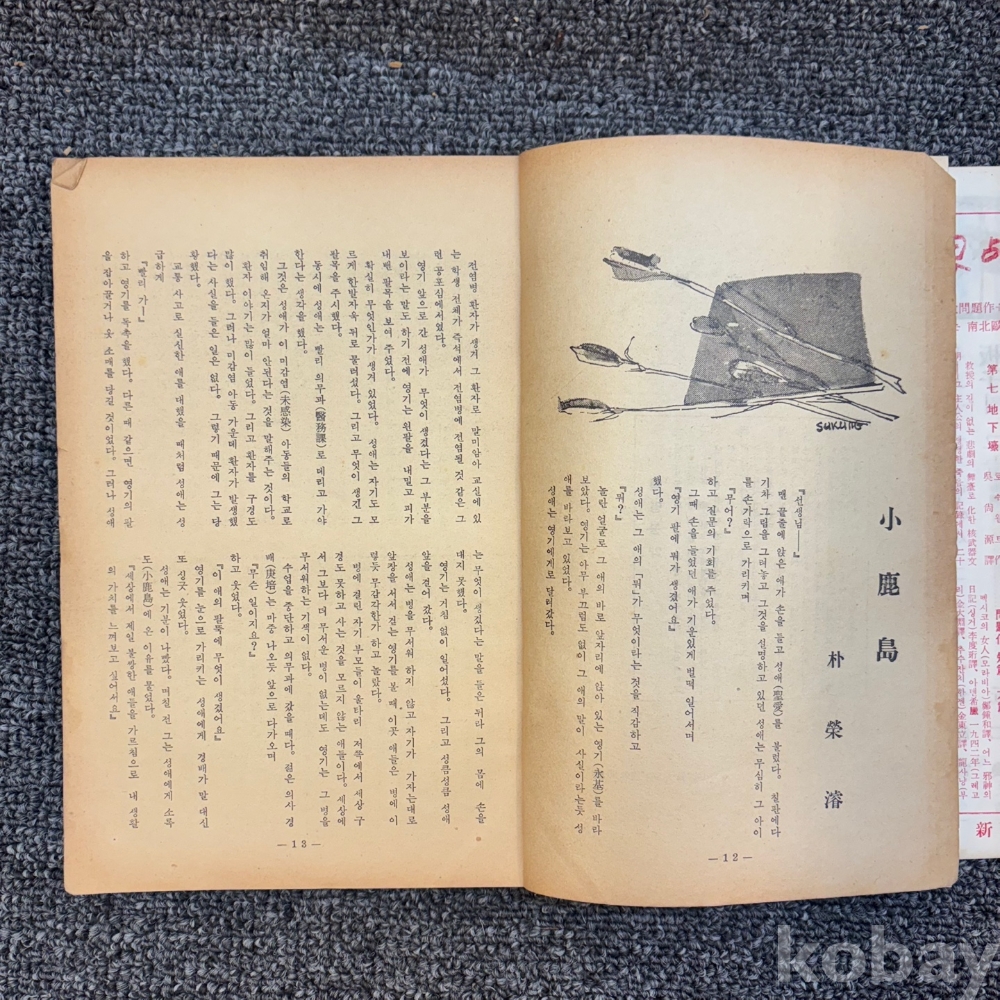 小鹿島
朴榮濬
SUKUNG
『선생님―』
맨 끝줄에 앉은 애가 손을 들고 성애(聖愛)를 불렀다. 칠판에다
기차 그림을 그려놓고 그것을 설명하고 있던 성애는 무심히 그 아이
를 손가락으로 가리키며
『무어?』
하고 질문의 기회를 주었다.
매 손을 들었던 애가 기운있게 벌떡 일어서며
『영기 팔에 뭐가 생겼어요』
했다.
성애는 그 애의 「뭐」가 무엇이라는 것을 직감하고
『뭐?』
놀란 얼굴로 그 애의 바로 앞자리에 앉아 있는 영기(永基)를 바라
보았다. 영기는 아무 부끄럼도 없이 그 애의 말이 사실이라는듯 성
애를 바라보고 있었다.
성애는 영기에게로 달려갔다.
― 12 ―
전염병 환자가 생겨 그 환자로 말미암아 교실에 있
는 학생 전체가 즉석에서 전염병에 전염될 것 같은 그
런 공포심에서였다.
영기 앞으로 간 성애가 무엇이 생겼다는 그 부분을
보이라는 말도 하기 전에 영기는 왼팔을 내밀고 피가
내밴 팔목을 보여 주었다.
확실히 무엇인가가 생겨 있었다. 성애는 자기도 모
르게 한발자욱 뒤로 물러섰다. 그리고 무엇이 생긴 그
팔목을 주시했다.
동시에 성애는 빨리 의무과(醫務課)로 데리고 가야
한다는 생각을 했다.
그것은 성애가 이 미감염(未感染) 아동들의 학교로
취임해 온지가 얼마 안된다는 것을 말해주는 것이다.
환자 이야기는 많이 들었다. 그리고 환자를 구경도
많이 했다. 그러나 미감염 아동 가운데 환자가 발생했
다는 사실을 들은 일은 없다. 그렇기 때문에 그는 당
황했다.
교통 사고로 실신한 애를 대했을 때처럼 성애는 성
급하게
『빨리 가―』
하고 영기를 독촉을 했다. 다른 때 같으면 영기의 팔
을 잡아끌거나 옷 소매를 당겼 것이었다. 그러나 성애
는 무엇이 생겼다는 말을 들은 뒤라 그의 몸에 손을
대지 못했다.
영기는 거침 없이 일어섰다. 그리고 성큼성큼 성애
앞을 걸어 갔다.
성애는 병을 무서워 하지 않고 자기가 가자는대로
앞장을 서서 걷는 영기를 볼 때, 이곳 애들은 병에 이
렇듯 무감각한가 하고 놀랐다.
병에 걸린 자기 부모들이 울타리 저쪽에서 세상 구
경도 못하고 사는 것을 모르지 않는 애들이다. 세상에
서 그보다 더 무서운 병이 없는데도 영기는 그 병을
무서워하는 기색이 없다.
수업을 중단하고 의무과에 갔을 때다. 젊은 의사 경
배(庚培)는 마중 나오듯 앞으로 다가오며
『무슨 일이지요?』
하고 웃었다.
『이 애의 팔뚝에 무엇이 생겼어요』
영기를 눈으로 가리키는 성애에게 경배가 말 대신
또 싱긋 웃었다.
성애는 기분이 나빴다. 며칠 전 그는 성애에게 소록
도(小鹿島)에 온 이유를 물었다.
『세상에서 제일 불쌍한 애들을 가르침으로 내 생활
의 가치를 느껴보고 싶어서요』
― 13 ―
南北
第七地下壕
吳尙源作
新
kobay